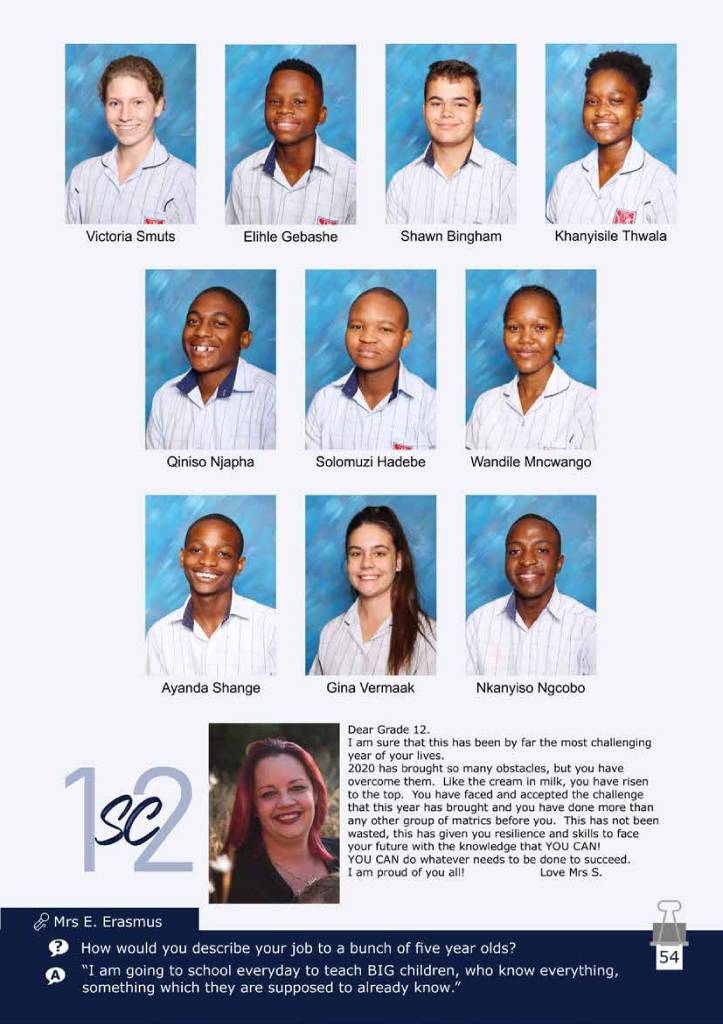 Victoria Smuts
Elihle Gebashe
Shawn Bingham
Khanyisile Thwala
Qiniso Njapha
Solomuzi Hadebe
Wandile Mncwango
Ayanda Shange
Gina Vermaak
Nkanyiso Ngcobo
12
SC
Dear Grade 12.
I am sure that this has been by far the most challenging
year of your lives.
2020 has brought so many obstacles, but you have
overcome them.  Like the cream in milk, you have risen
to the top.  You have faced and accepted the challenge
that this year has brought and you have done more than
any other group of matrics before you.  This has not been
wasted, this has given you resilience and skills to face
your future with the knowledge that YOU CAN!
YOU CAN do whatever needs to be done to succeed.
I am proud of you all! Love Mrs S.
Mrs E. Erasmus
? How would you describe your job to a bunch of five year olds?
A "I am going to school everyday to teach BIG children, who know everything,
something which they are supposed to already know."
54